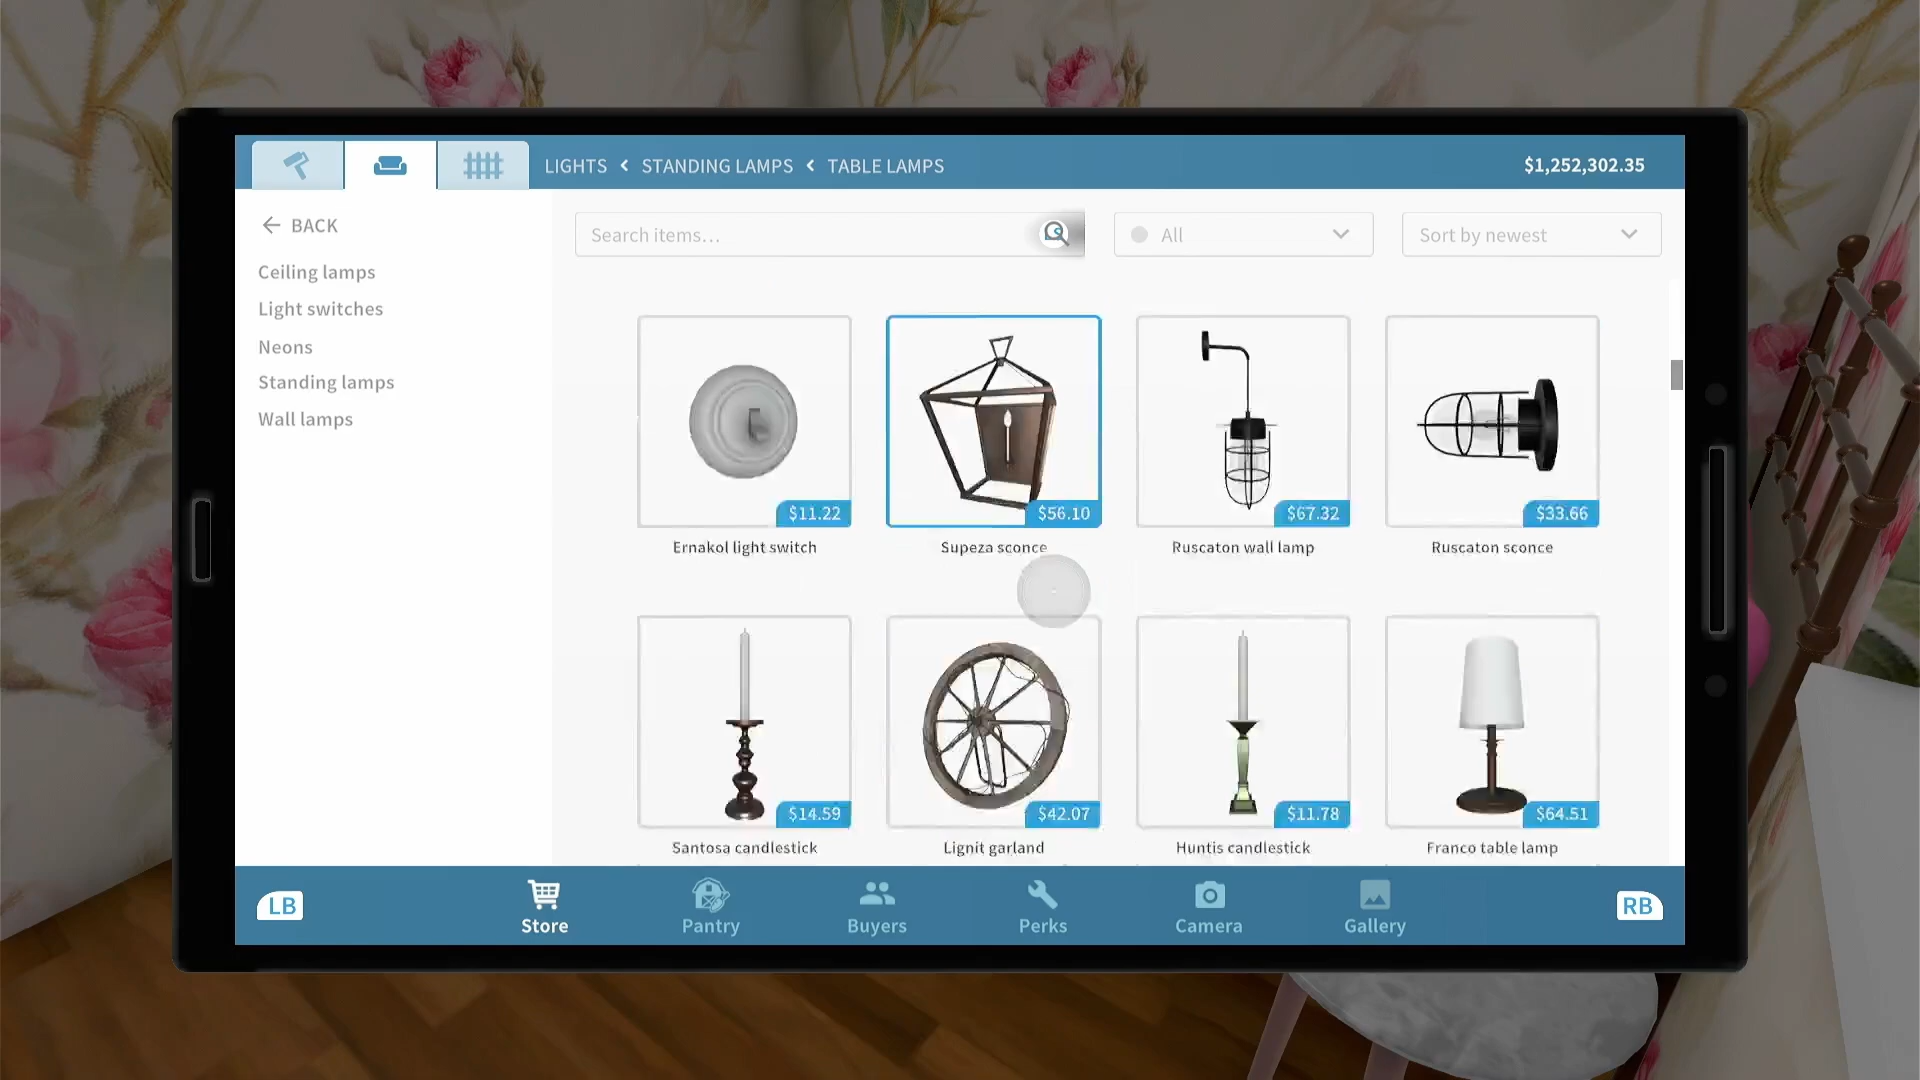 LIGHTS < STANDING LAMPS < TABLE LAMPS
$1,252,302.35
BACK
Ceiling lamps
Light switches
Neons
Standing lamps
Wall lamps
Search items...
All
Sort by newest
$11.22
$56.10
$67.32
$33.66
Ernakol light switch
Supeza sconce
Ruscaton wall lamp
Ruscaton sconce
$14.59
$42.07
$11.78
$64.51
Santosa candlestick
Lignit garland
Huntis candlestick
Franco table lamp
LB
Store
Pantry
Buyers
Perks
Camera
Gallery
RB